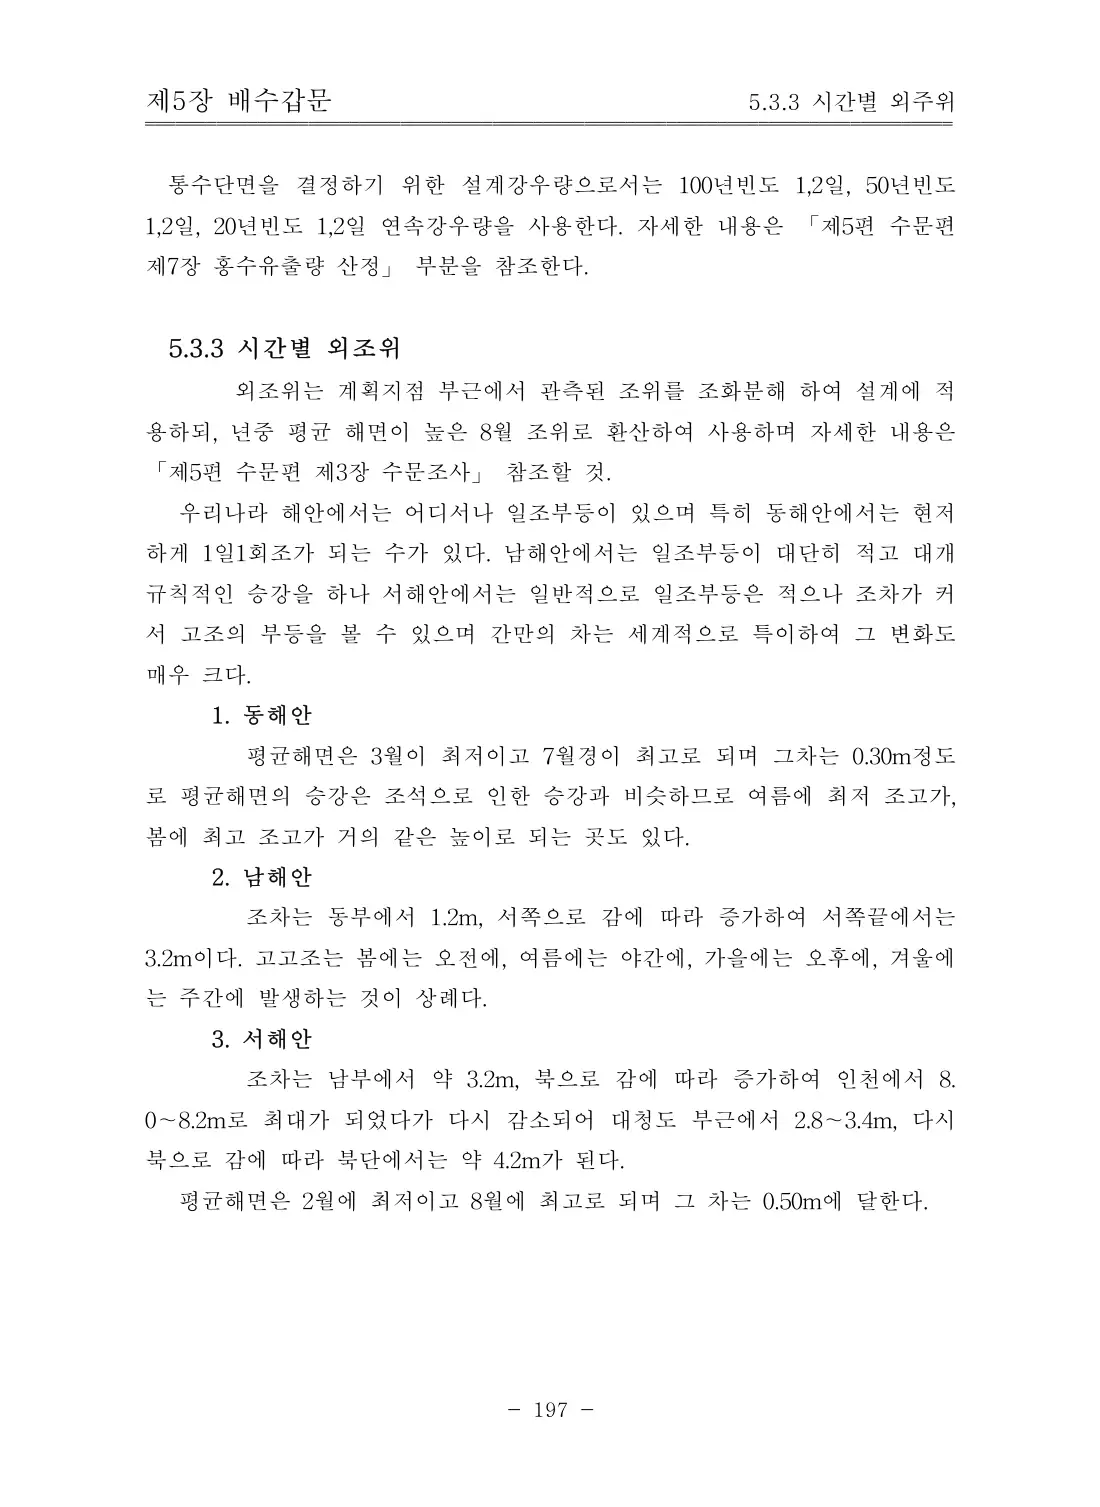 제5장 배수갑문
5.3.3 시간별 외주위
통수단면을 결정하기 위한 설계강우량으로서는 100년빈도 1,2일, 50년빈도
1,2일, 20년빈도 1,2일 연속강우량을 사용한다. 자세한 내용은 「제5편 수문편
제7장 홍수유출량 산정」 부분을 참조한다.
5.3.3 시간별 외조위
외조위는 계획지점 부근에서 관측된 조위를 조화분해 하여 설계에 적
용하되, 년중 평균 해면이 높은 8월 조위로 환산하여 사용하며 자세한 내용은
「제5편 수문편 제3장 수문조사」 참조할 것.
우리나라 해안에서는 어디서나 일조부등이 있으며 특히 동해안에서는 현저
하게 1일1회조가 되는 수가 있다. 남해안에서는 일조부등이 대단히 적고 대개
규칙적인 승강을 하나 서해안에서는 일반적으로 일조부등은 적으나 조차가 커
서 고조의 부등을 볼 수 있으며 간만의 차는 세계적으로 특이하여 그 변화도
매우 크다.
1. 동해안
평균해면은 3월이 최저이고 7월경이 최고로 되며 그차는 0.30m정도
로 평균해면의 승강은 조석으로 인한 승강과 비슷하므로 여름에 최저 조고가,
봄에 최고 조고가 거의 같은 높이로 되는 곳도 있다.
2. 남해안
조차는 동부에서 1.2m, 서쪽으로 감에 따라 증가하여 서쪽끝에서는
3.2m이다. 고고조는 봄에는 오전에, 여름에는 야간에, 가을에는 오후에, 겨울에
는 주간에 발생하는 것이 상례다.
3. 서해안
조차는 남부에서 약 3.2m, 북으로 감에 따라 증가하여 인천에서 8.
0∼8.2m로 최대가 되었다가 다시 감소되어 대청도 부근에서 2.8∼3.4m, 다시
북으로 감에 따라 북단에서는 약 4.2m가 된다.
평균해면은 2월에 최저이고 8월에 최고로 되며 그 차는 0.50m에 달한다.
- 197 -